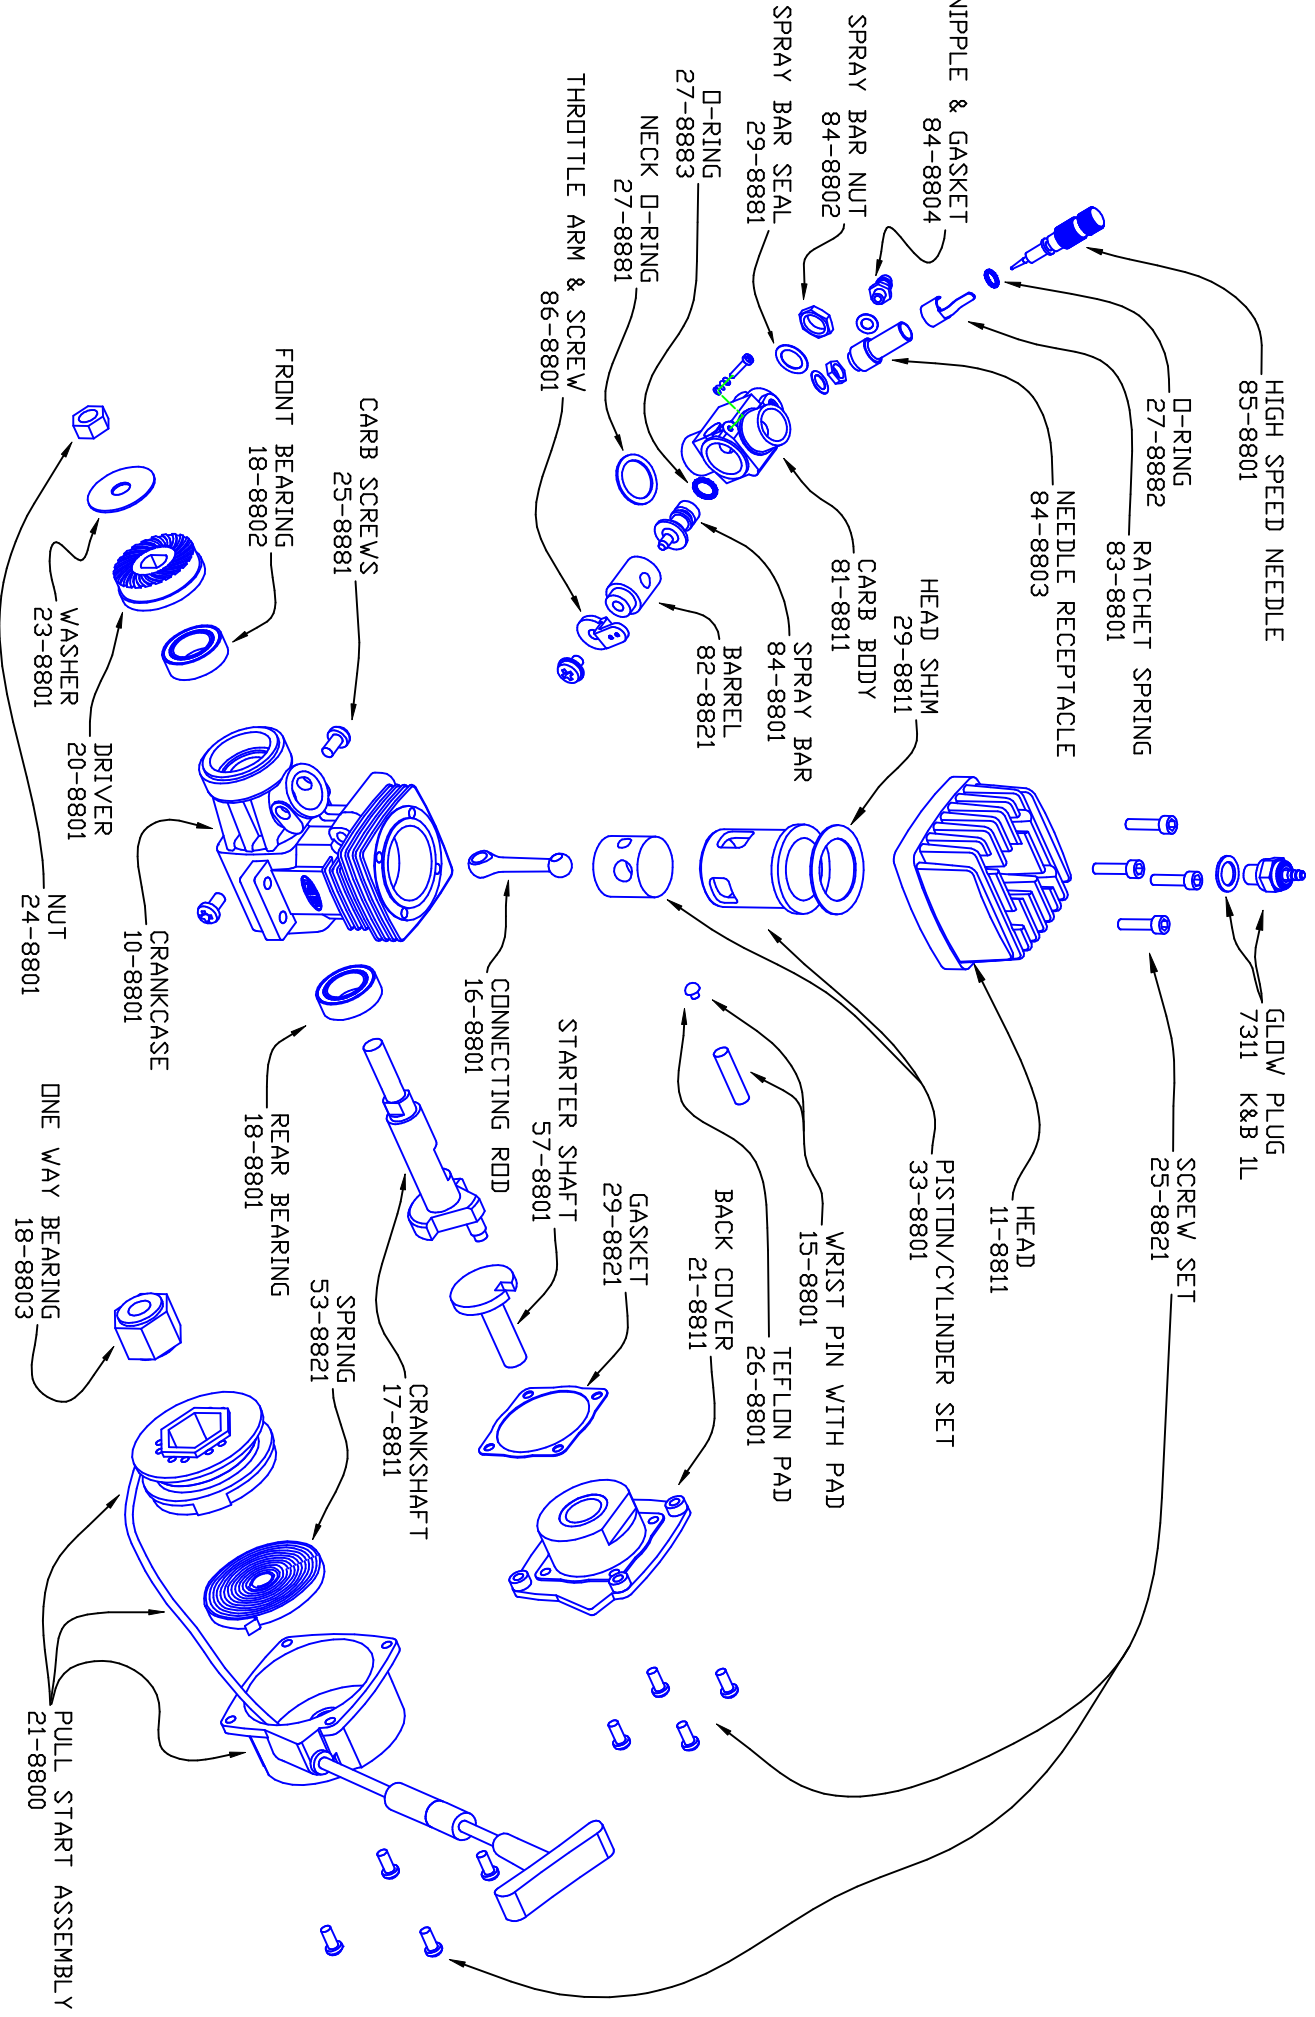 NIPPLE & GASKET
84-8804
SPRAY BAR NUT
84-8802
SPRAY BAR SEAL
29-8881
O-RING
27-8883
NECK O-RING
27-8881
THROTTLE ARM & SCREW
86-8801
HIGH SPEED NEEDLE
85-8801
O-RING
27-8882
RATCHET SPRING
83-8801
NEEDLE RECEPTACLE
84-8803
CARB BODY
81-8811
SPRAY BAR
84-8801
BARREL
82-8821
HEAD SHIM
29-8811
FRONT BEARING
18-8802
CARB SCREWS
25-8881
WASHER
23-8801
DRIVER
20-8801
NUT
24-8801
CRANKCASE
10-8801
GLOW PLUG
7311 K&B 1L
SCREW SET
25-8821
HEAD
11-8811
PISTON/CYLINDER SET
33-8801
WRIST PIN WITH PAD
15-8801
TEFLON PAD
26-8801
BACK COVER
21-8811
GASKET
29-8821
STARTER SHAFT
57-8801
CONNECTING ROD
16-8801
REAR BEARING
18-8801
CRANKSHAFT
17-8811
SPRING
53-8821
ONE WAY BEARING
18-8803
PULL START ASSEMBLY
21-8800